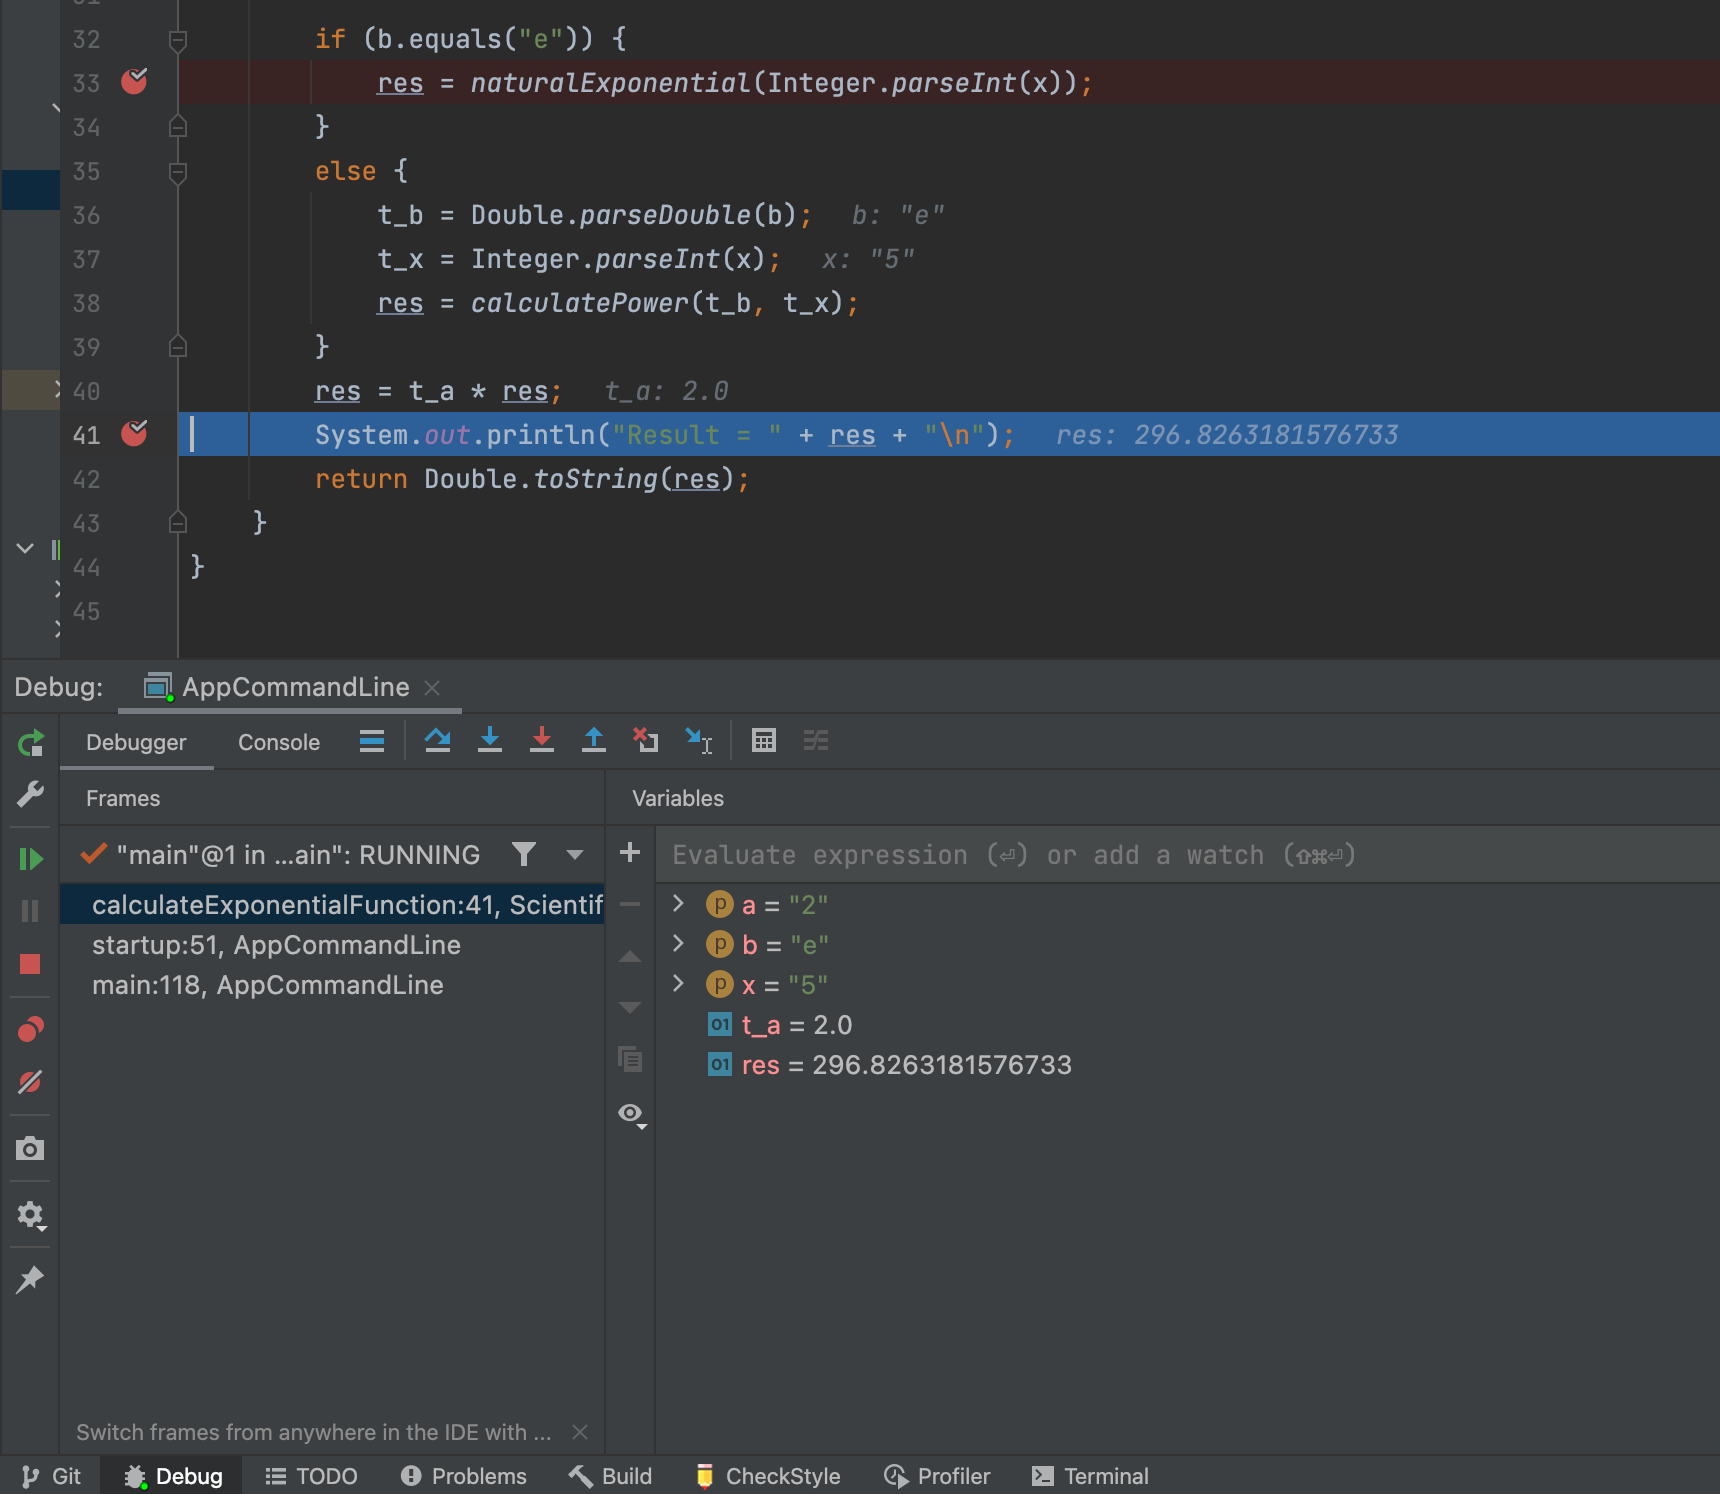 32 if (b.equals("e")) {
33 res = naturalExponential(Integer.parseInt(x));
34 }
35 else {
36 t_b = Double.parseDouble(b); b: "e"
37 t_x = Integer.parseInt(x); x: "5"
38 res = calculatePower(t_b, t_x);
39 }
40 res = t_a * res; t_a: 2.0
41 System.out.println("Result = " + res + "\n"); res: 296.8263181576733
42 return Double.toString(res);
43 }
44 }
45
Debug: AppCommandLine
Debugger Console
Frames Variables
"main"@1 in ...ain": RUNNING
Evaluate expression (⏎) or add a watch (⇧⌘⏎)
calculateExponentialFunction:41, Scientif
startup:51, AppCommandLine
main:118, AppCommandLine
p a = "2"
p b = "e"
p x = "5"
01 t_a = 2.0
01 res = 296.8263181576733
Switch frames from anywhere in the IDE with ...
Git Debug TODO Problems Build CheckStyle Profiler Terminal